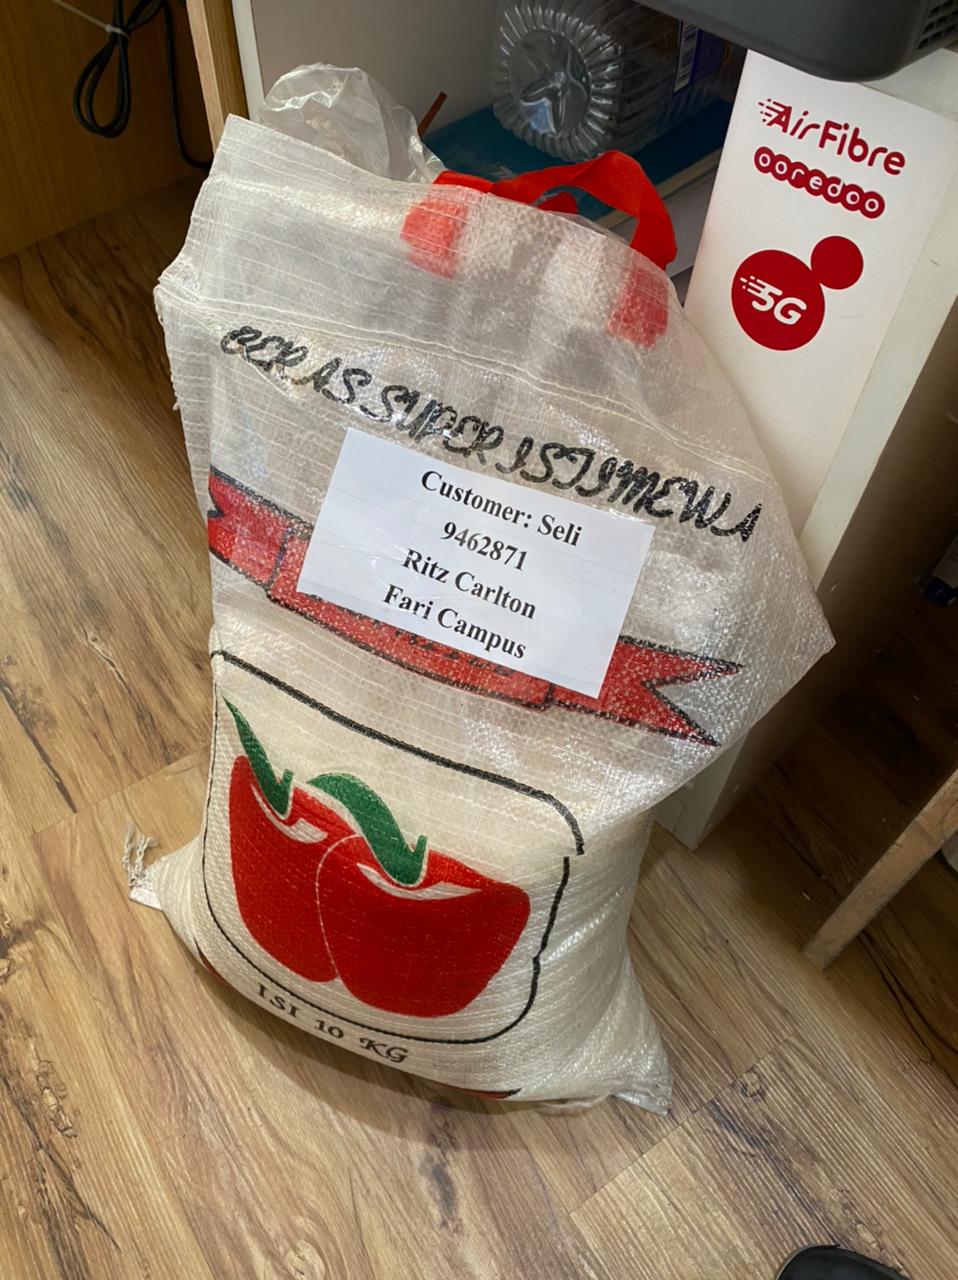 AirFibre
ooredoo
5G
BERAS SUPER ISTIMEWA
Customer: Seli
9462871
Ritz Carlton
Fari Campus
ISI 10 KG